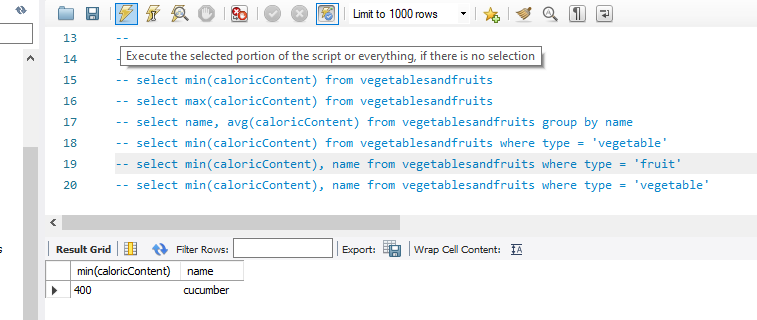 Limit to 1000 rows
13 --
Execute the selected portion of the script or everything, if there is no selection
14 -
15 -- select min(caloricContent) from vegetablesandfruits
16 -- select max(caloricContent) from vegetablesandfruits
17 -- select name, avg(caloricContent) from vegetablesandfruits group by name
18 -- select min(caloricContent) from vegetablesandfruits where type = 'vegetable'
19 -- select min(caloricContent), name from vegetablesandfruits where type = 'fruit'
20 -- select min(caloricContent), name from vegetablesandfruits where type = 'vegetable'
Result Grid Filter Rows: Export: Wrap Cell Content:
min(caloricContent) name
400 cucumber